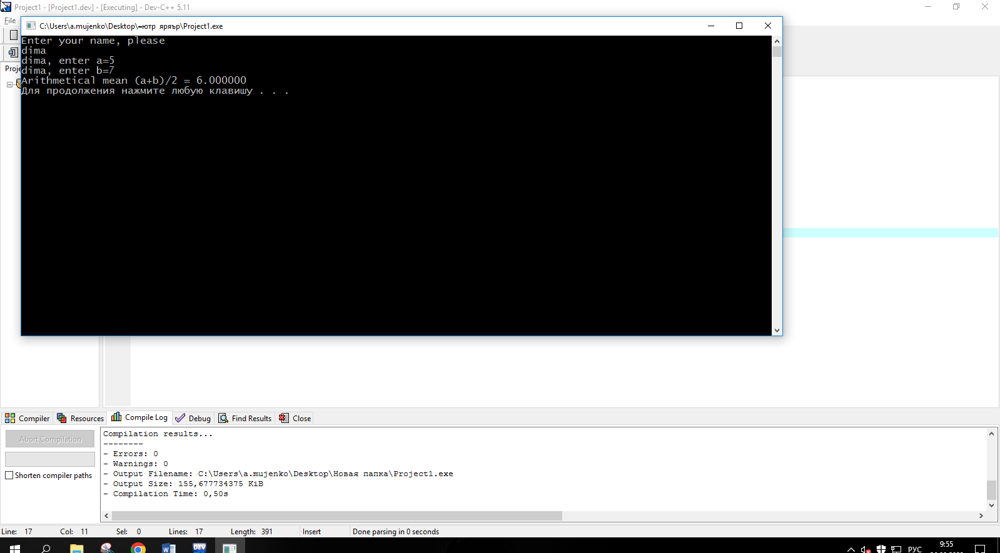 Project1 - [Project1.dev] - [Executing] - Dev-C++ 5.11
File
C:\Users\a.mujenko\Desktop\–ютр  яряър\Project1.exe
Enter your name, please
dima
dima, enter a=5
dima, enter b=7
Arithmetical mean (a+b)/2 = 6.000000
Для продолжения нажмите любую клавишу . . .
Proje
Compiler Resources Compile Log Debug Find Results Close
Abort Compilation
Shorten compiler paths
Compilation results...
--------
- Errors: 0
- Warnings: 0
- Output Filename: C:\Users\a.mujenko\Desktop\Новая папка\Project1.exe
- Output Size: 155,677734375 KiB
- Compilation Time: 0,50s
Line: 17 Col: 11 Sel: 0 Lines: 17 Length: 391 Insert Done parsing in 0 seconds
DEV
РУС
9:55